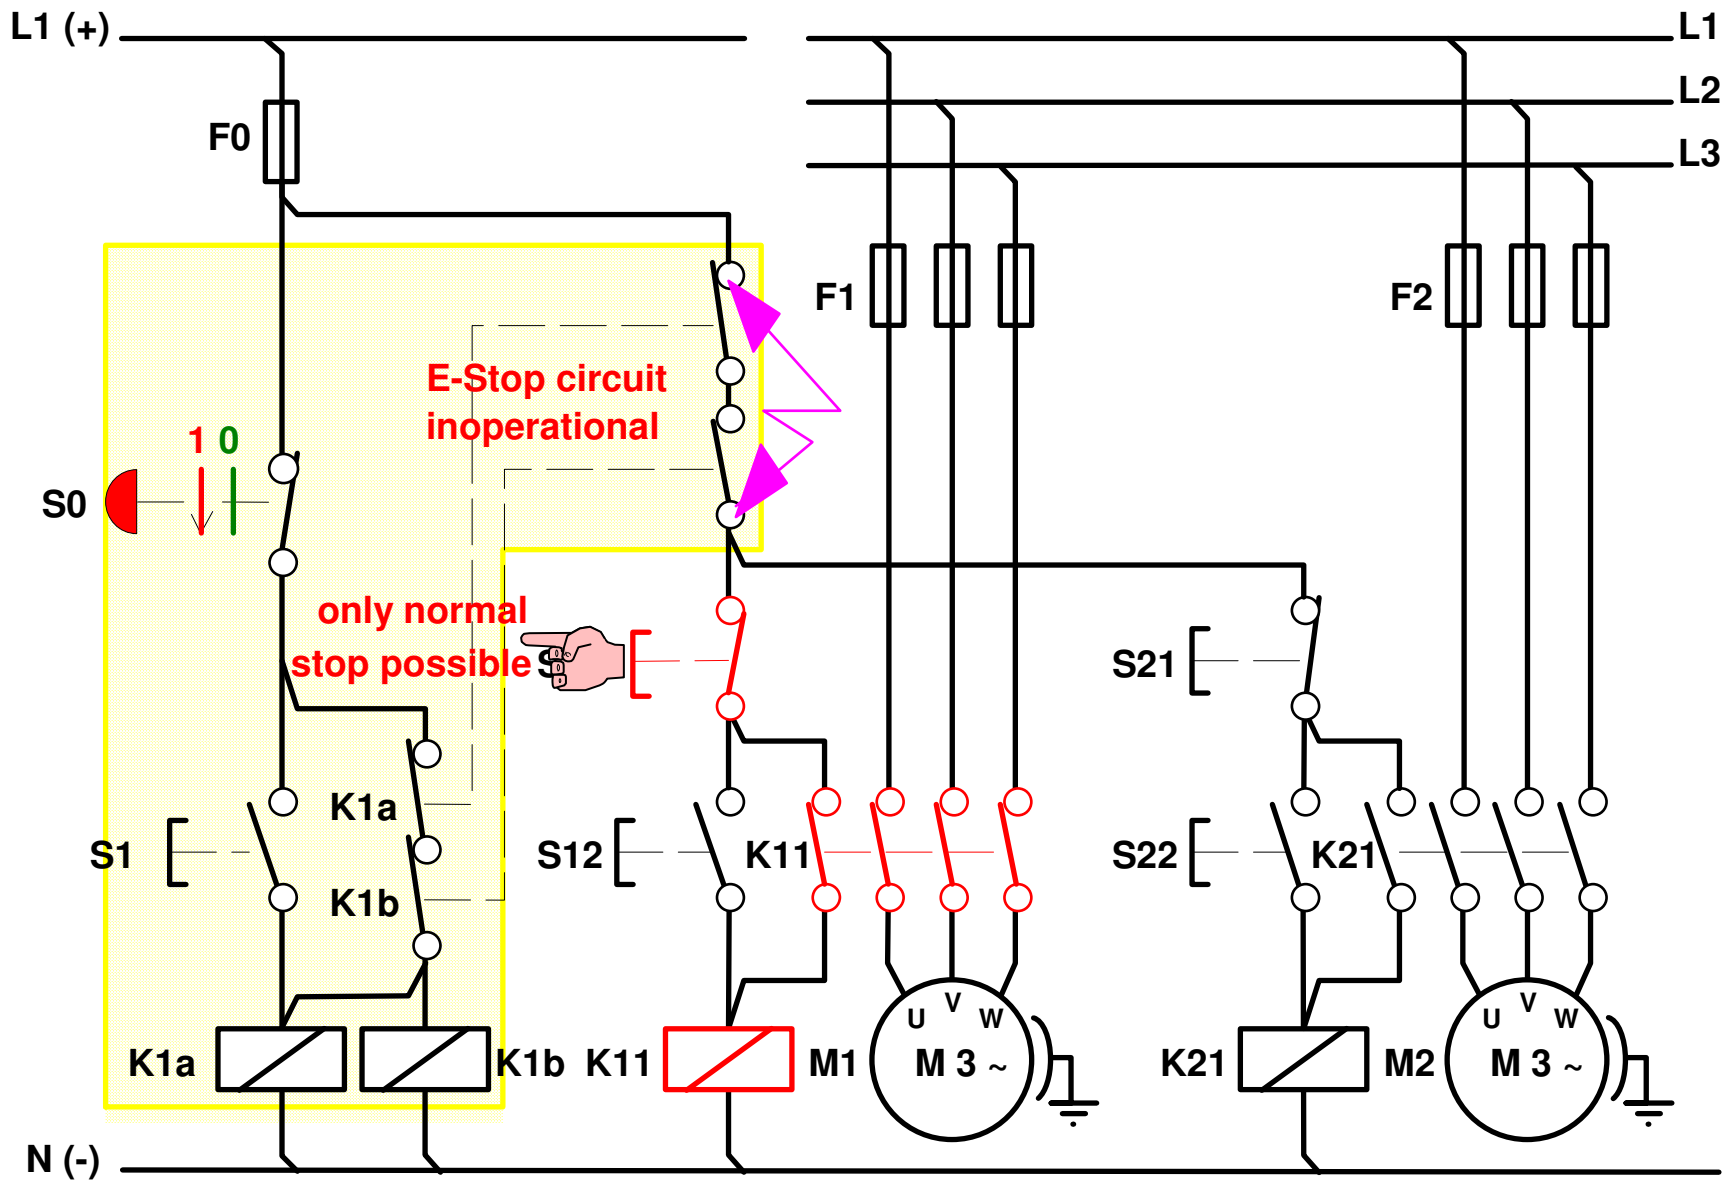 L1 (+)
L1
L2
L3
F0
F1
F2
E-Stop circuit
inoperational
1 0
S0
only normal
stop possible
S21
K1a
S1
K1b
S12
K11
S22
K21
U V W
U V W
K1a
K1b
K11
M1
M 3 ~
K21
M2
M 3 ~
N (-)